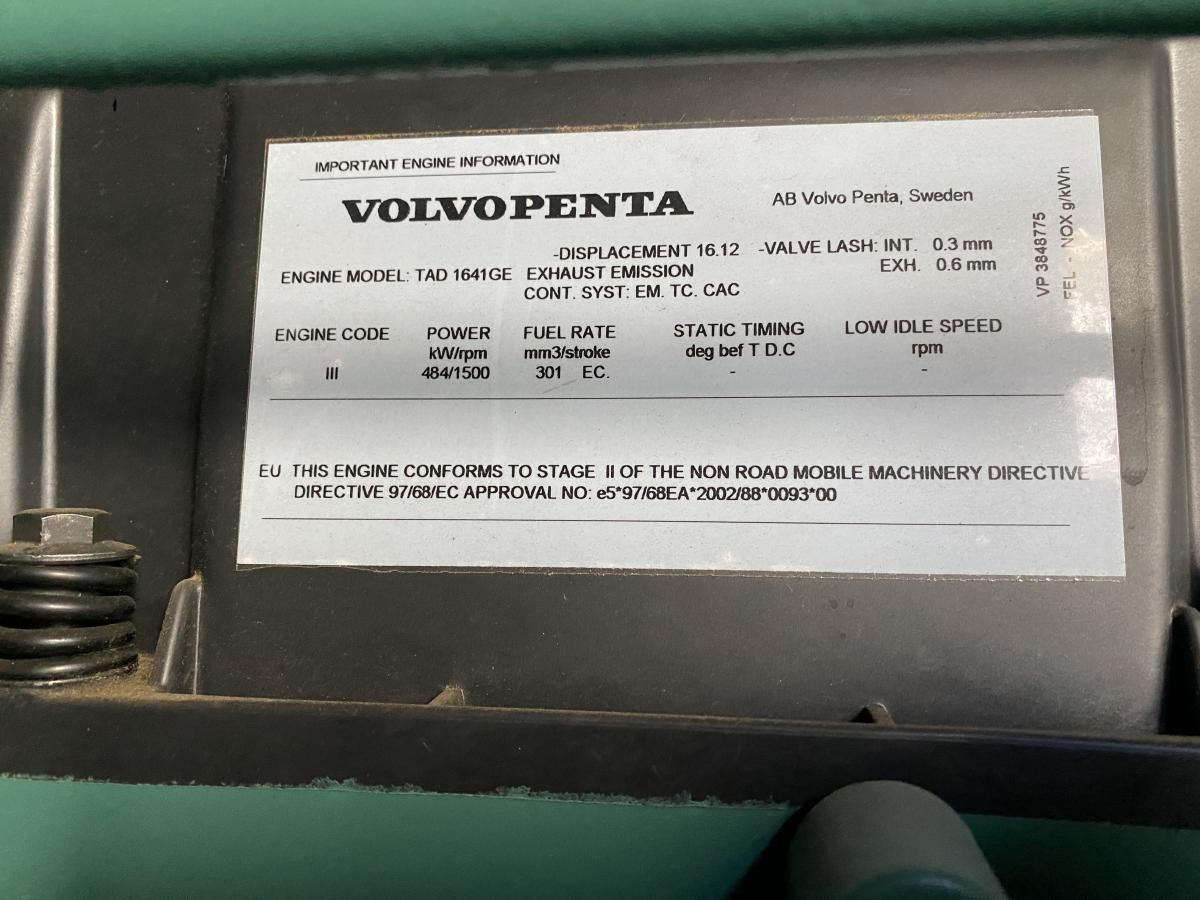 IMPORTANT ENGINE INFORMATION
VOLVO PENTA
AB Volvo Penta, Sweden
-DISPLACEMENT 16.12 -VALVE LASH: INT. 0.3 mm
EXH. 0.6 mm
ENGINE MODEL: TAD 1641GE EXHAUST EMISSION
CONT. SYST: EM. TC. CAC
ENGINE CODE POWER FUEL RATE STATIC TIMING LOW IDLE SPEED
kW/rpm mm3/stroke deg bef T D.C rpm
III 484/1500 301 EC. - -
EU THIS ENGINE CONFORMS TO STAGE II OF THE NON ROAD MOBILE MACHINERY DIRECTIVE
DIRECTIVE 97/68/EC APPROVAL NO: e5*97/68EA*2002/88*0093*00
VP 3848775
FEL - NOX g/kWh